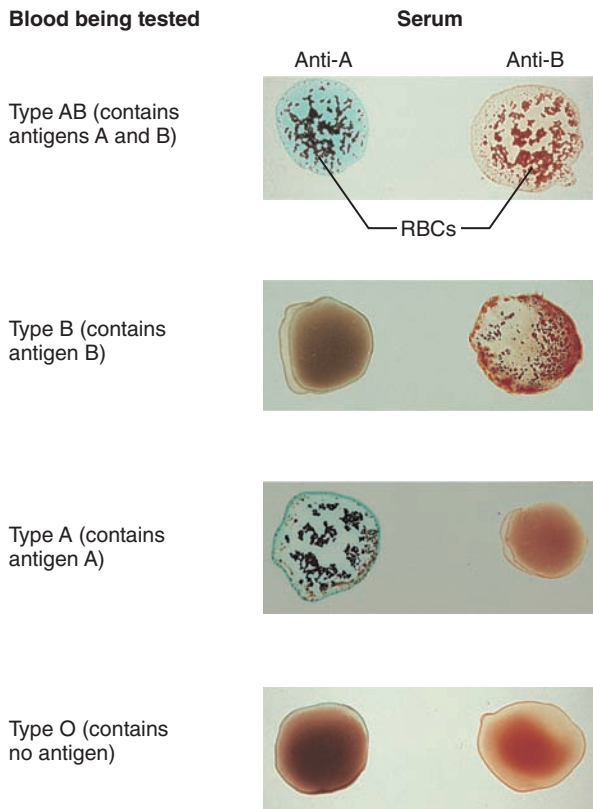 Blood being tested
Serum
Anti-A
Anti-B
Type AB (contains
antigens A and B)
RBCs
Type B (contains
antigen B)
Type A (contains
antigen A)
Type O (contains
no antigen)